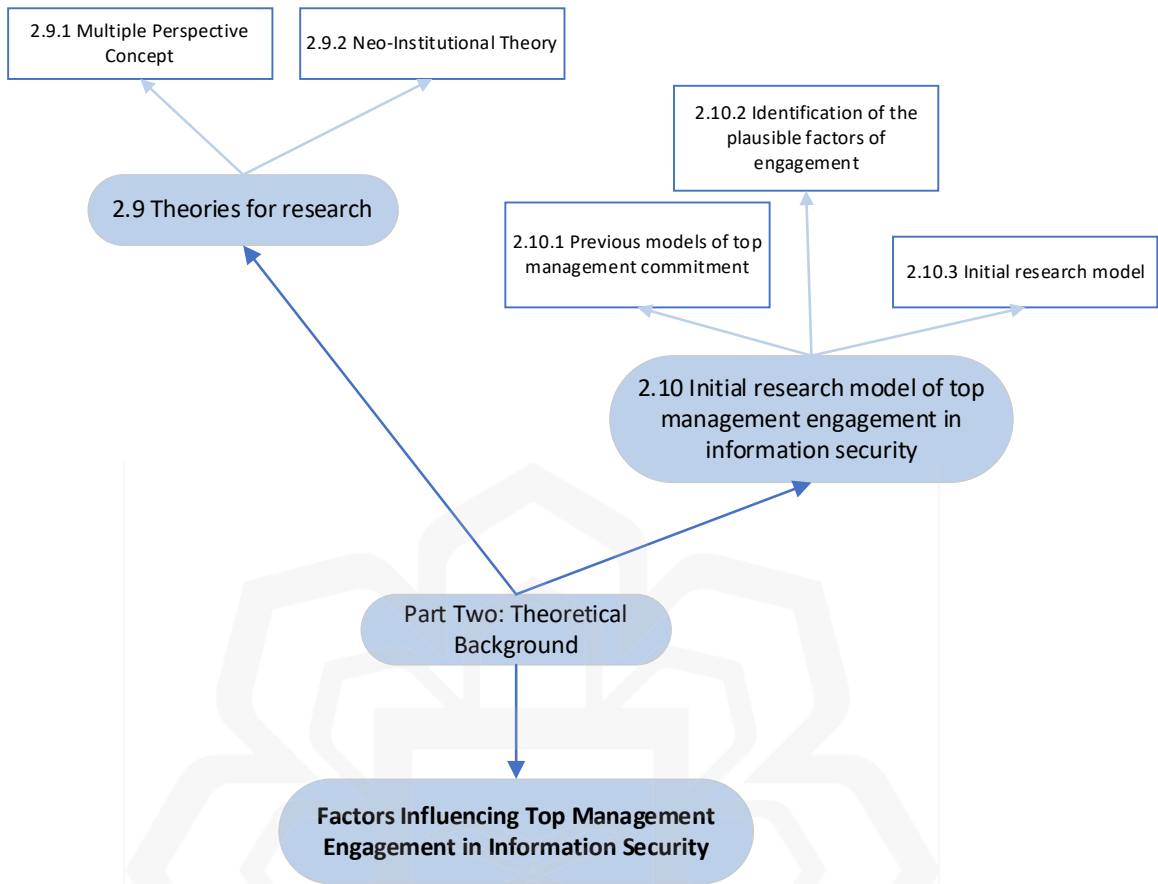 2.9.1 Multiple Perspective
Concept
2.9.2 Neo-Institutional Theory
2.10.2 Identification of the
plausible factors of
engagement
2.9 Theories for research
2.10.1 Previous models of top
management commitment
2.10.3 Initial research model
2.10 Initial research model of top
management engagement in
information security
Part Two: Theoretical
Background
Factors Influencing Top Management
Engagement in Information Security